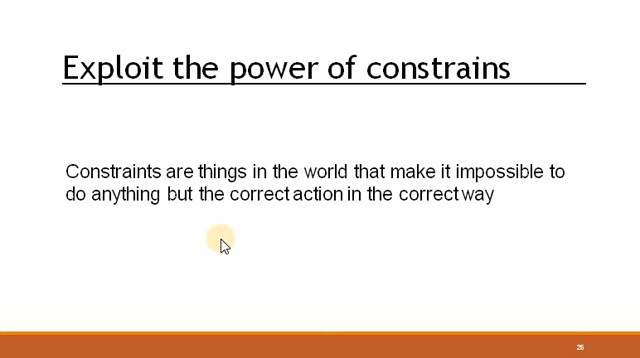 Exploit the power of constrains
Constraints are things in the world that make it impossible to
do anything but the correct action in the correct way
26